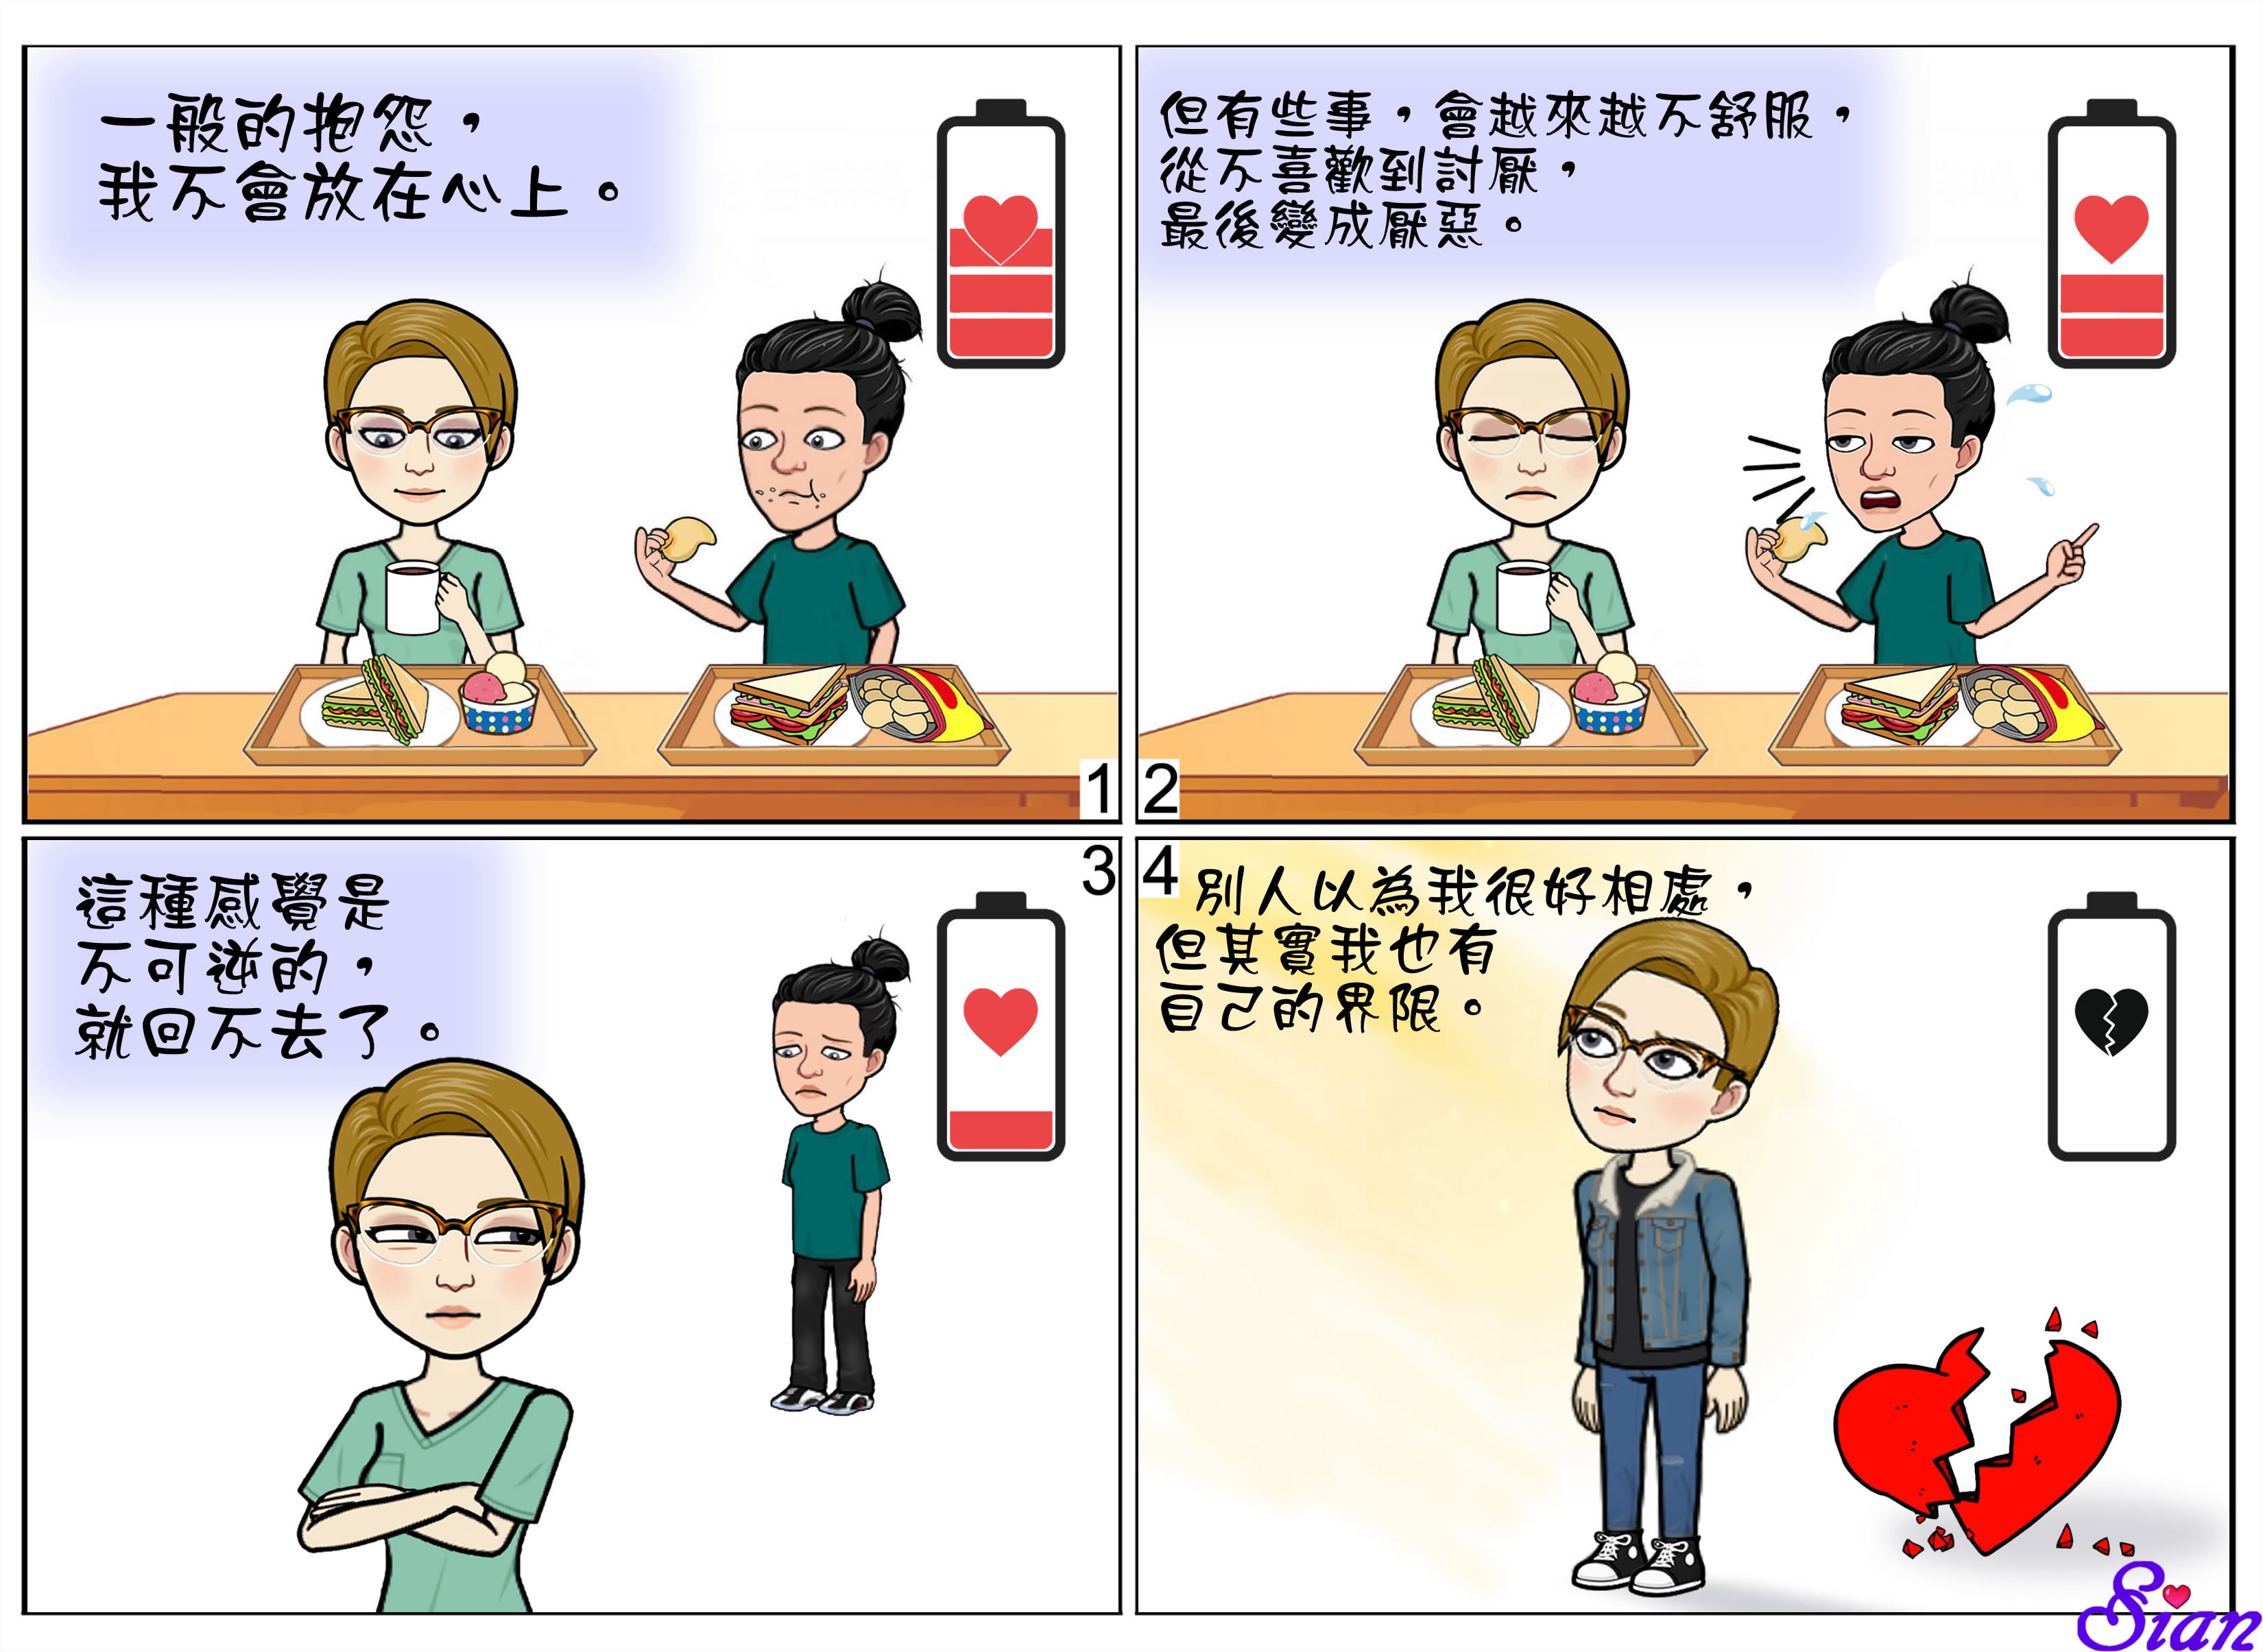 一般的抱怨，
我不會放在心上。
1
但有些事，會越來越不舒服，
從不喜歡到討厭，
最後變成厭惡。
2
3
這種感覺是
不可逆的，
就回不去了。
4
別人以為我很好相處，
但其實我也有
自己的界限。
Sian